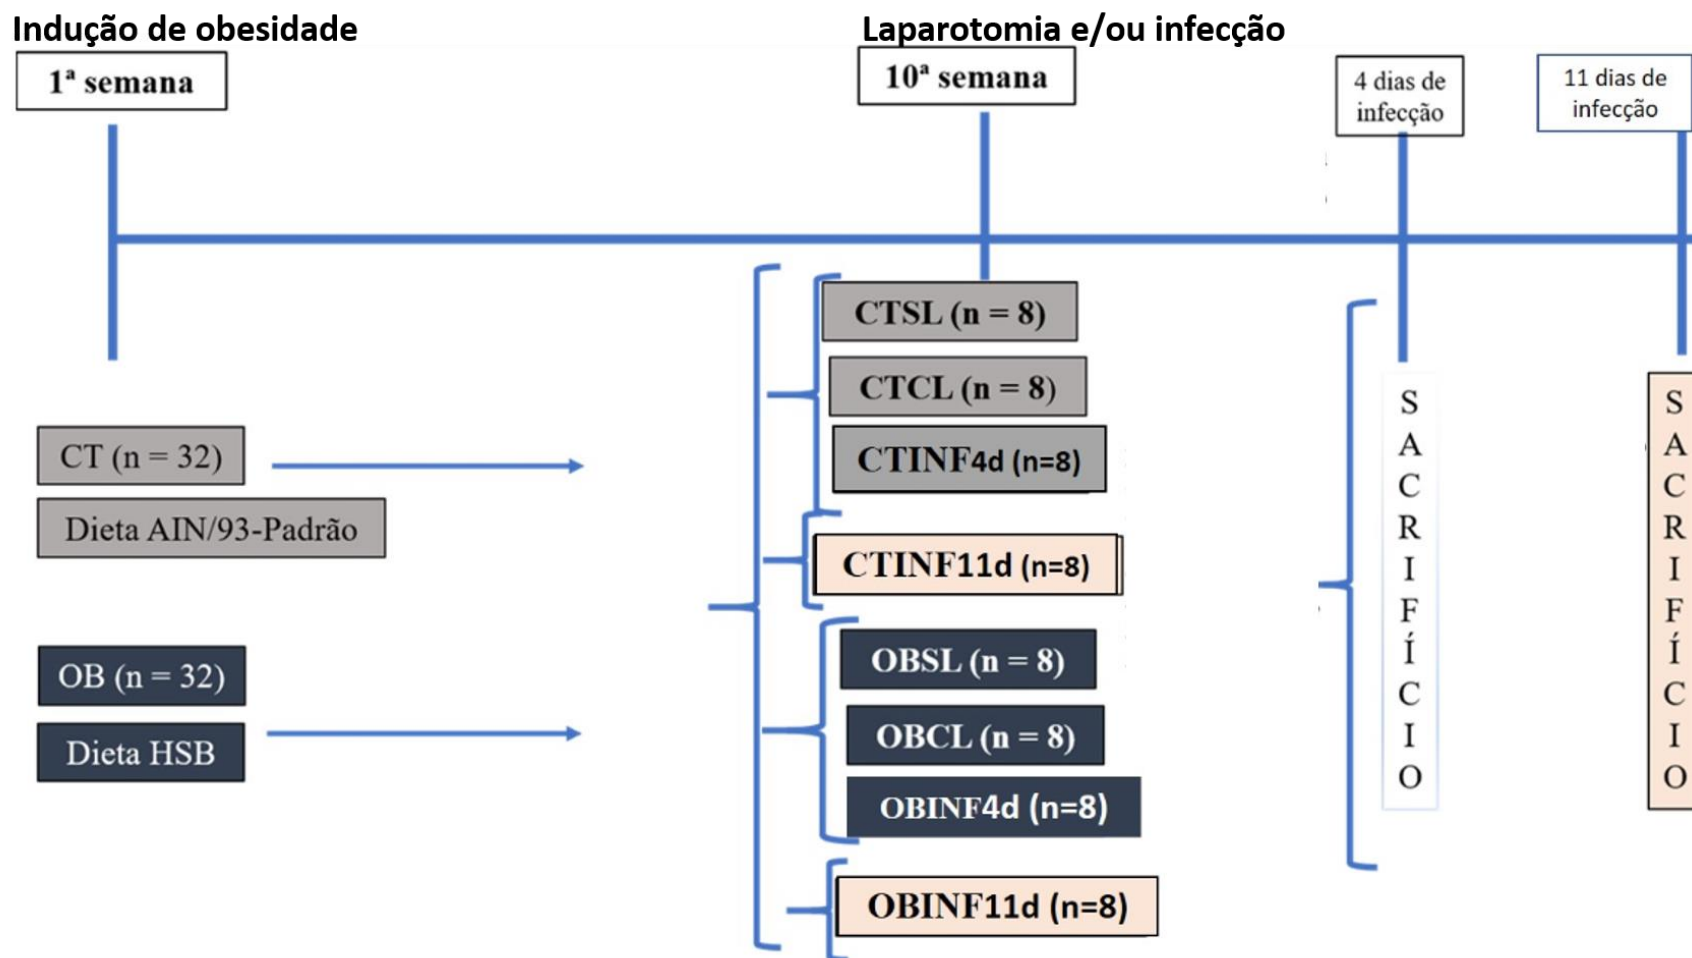 Indução de obesidade
Laparotomia e/ou infecção
1ª semana
10ª semana
4 dias de
infecção
11 dias de
infecção
CT (n = 32)
Dieta AIN/93-Padrão
OB (n = 32)
Dieta HSB
CTSL (n = 8)
CTCL (n = 8)
CTINF4d (n=8)
CTINF11d (n=8)
OBSL (n = 8)
OBCL (n = 8)
OBINF4d (n=8)
OBINF11d (n=8)
S
A
C
R
I
F
Í
C
I
O
S
A
C
R
I
F
Í
C
I
O